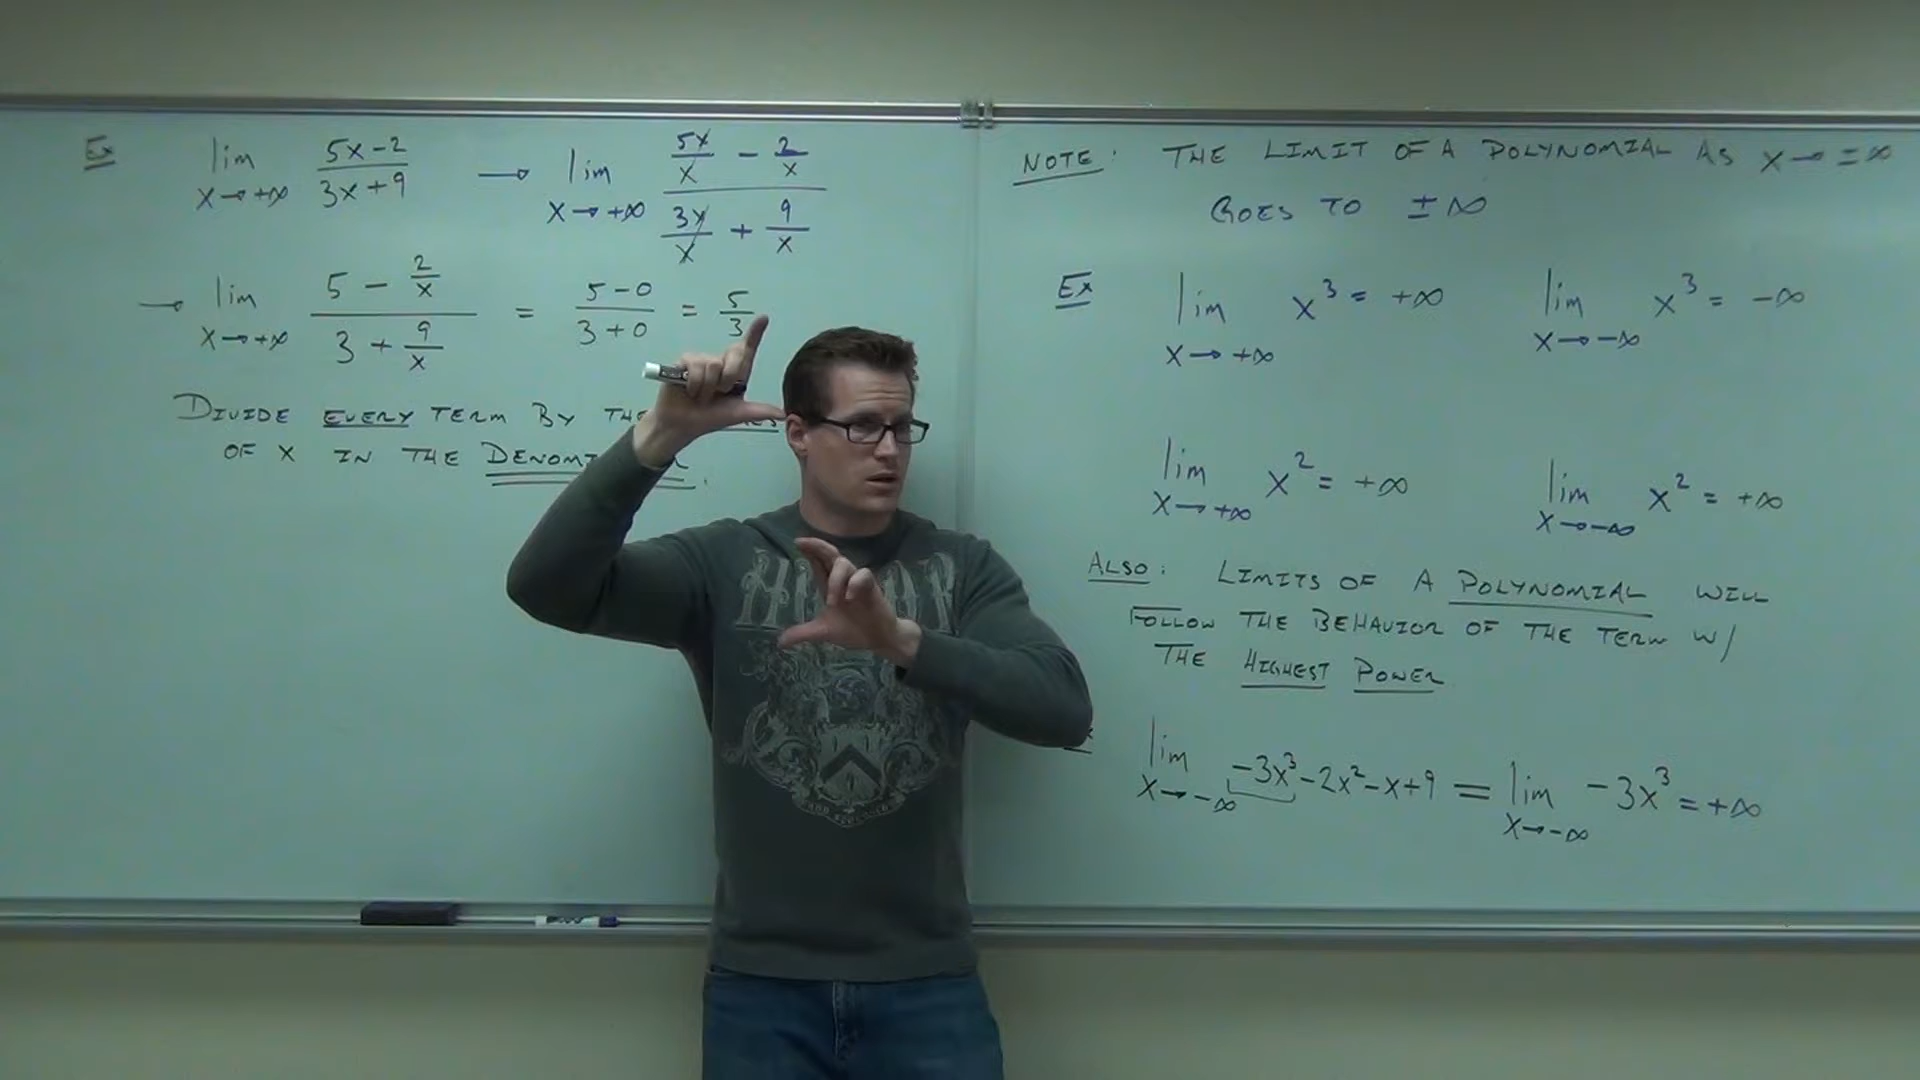 Ex lim x→+∞ 5x-2 / 3x+9 → lim x→+∞ 5x/x - 2/x / 3x/x + 9/x
→ lim x→+∞ 5 - 2/x / 3 + 9/x = 5-0 / 3+0 = 5/3
DIVIDE EVERY TERM BY
OF X IN THE
NOTE: THE LIMIT OF A POLYNOMIAL AS X→±∞
GOES TO ±∞
Ex lim x→+∞ x³ = +∞ lim x→-∞ x³ = -∞
lim x→+∞ x² = +∞ lim x→-∞ x² = +∞
ALSO: LIMITS OF A POLYNOMIAL WILL
FOLLOW THE BEHAVIOR OF THE TERM W/
THE HIGHEST POWER
lim x→-∞ -3x³-2x²-x+9 = lim x→-∞ -3x³ = +∞